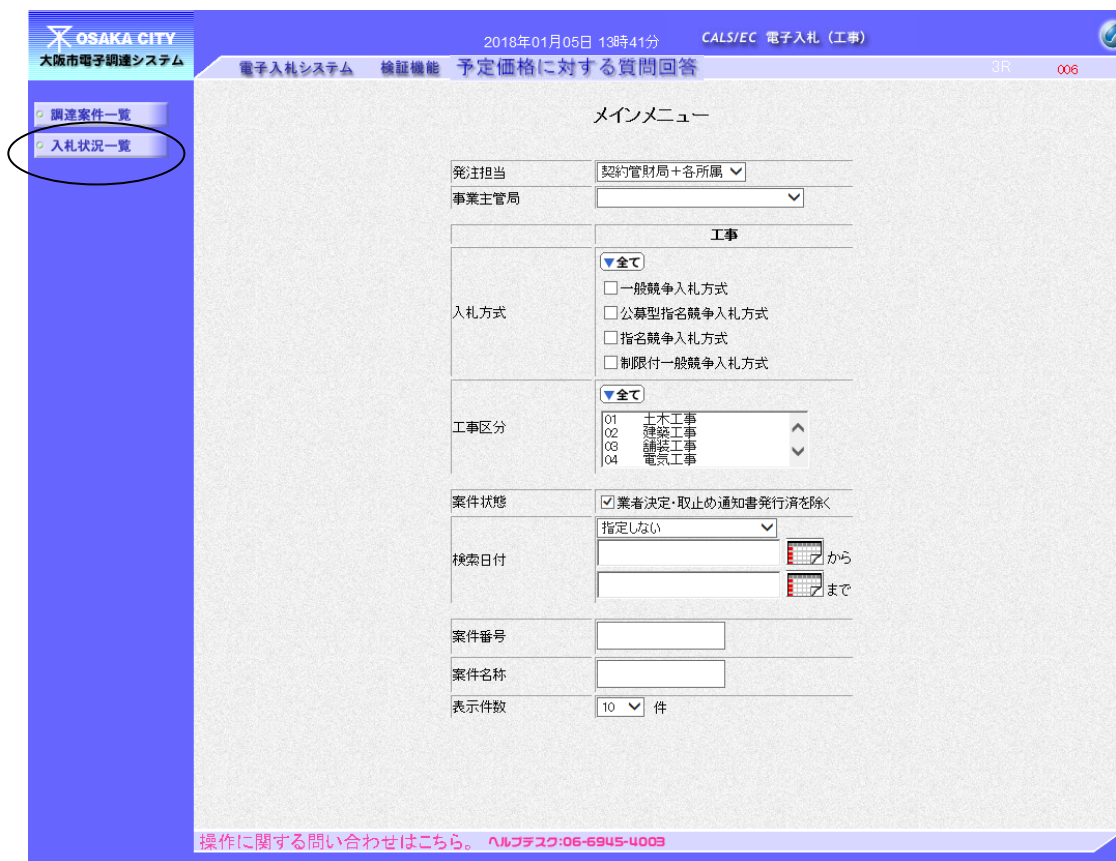 OSAKA CITY
大阪市電子調達システム
2018年01月05日 13時41分
CALS/EC 電子入札（工事）
電子入札システム 検証機能 予定価格に対する質問回答
3R 006
調達案件一覧
入札状況一覧
メインメニュー
発注担当 契約管財局＋各所属
事業主管局
工事
入札方式
▼全て
一般競争入札方式
公募型指名競争入札方式
指名競争入札方式
制限付一般競争入札方式
工事区分
▼全て
01 土木工事
02 建築工事
03 舗装工事
04 電気工事
案件状態 業者決定・取止め通知書発行済を除く
検索日付
指定しない
から
まで
案件番号
案件名称
表示件数 10 件
操作に関する問い合わせはこちら。 ヘルプデスク:06-6945-4003